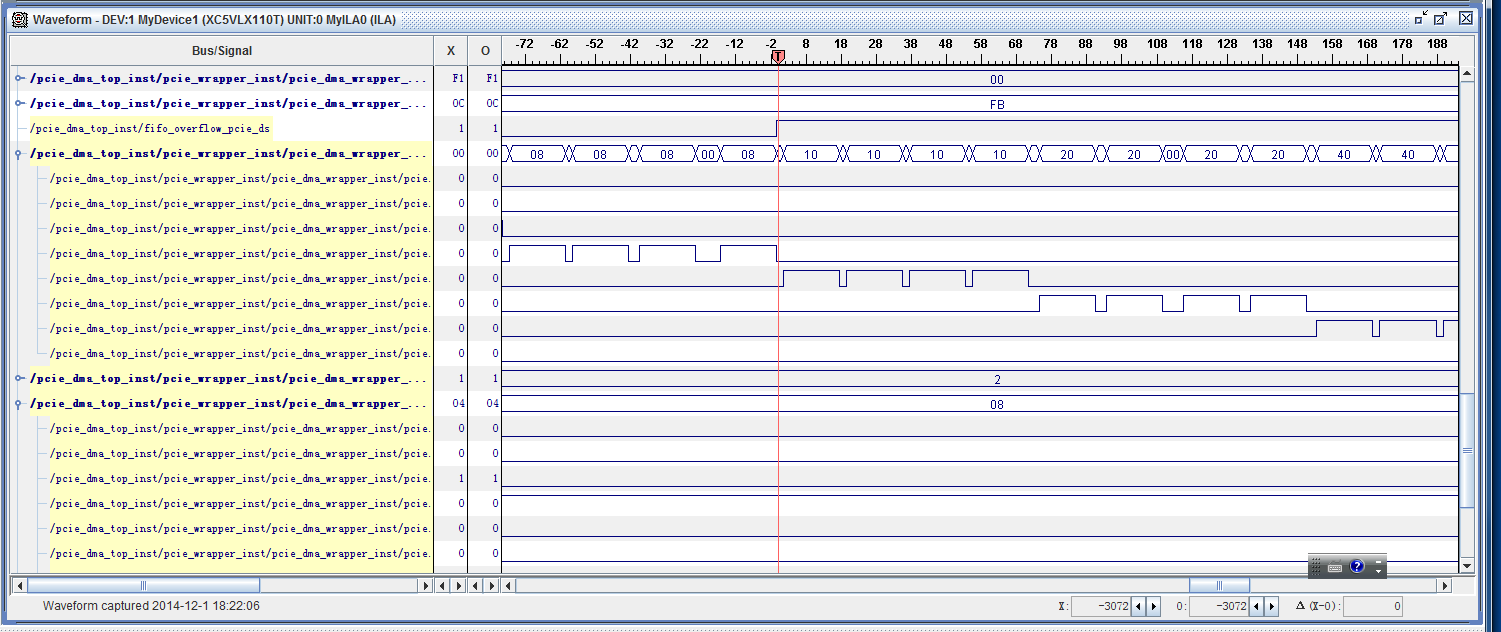 Waveform - DEV:1 MyDevice1 (XC5VLX110T) UNIT:0 MyILA0 (ILA)
Bus/Signal X O -72 -62 -52 -42 -32 -22 -12 -2 8 18 28 38 48 58 68 78 88 98 108 118 128 138 148 158 168 178 188
T
/pcie_dma_top_inst/pcie_wrapper_inst/pcie_dma_wrapper_... F1 F1 00
/pcie_dma_top_inst/pcie_wrapper_inst/pcie_dma_wrapper_... 0C 0C FB
/pcie_dma_top_inst/fifo_overflow_pcie_ds 1 1
/pcie_dma_top_inst/pcie_wrapper_inst/pcie_dma_wrapper_... 00 00 08 08 08 00 08 10 10 10 10 20 20 00 20 20 40 40
/pcie_dma_top_inst/pcie_wrapper_inst/pcie_dma_wrapper_inst/pcie. 0 0
/pcie_dma_top_inst/pcie_wrapper_inst/pcie_dma_wrapper_inst/pcie. 0 0
/pcie_dma_top_inst/pcie_wrapper_inst/pcie_dma_wrapper_inst/pcie. 0 0
/pcie_dma_top_inst/pcie_wrapper_inst/pcie_dma_wrapper_inst/pcie. 0 0
/pcie_dma_top_inst/pcie_wrapper_inst/pcie_dma_wrapper_inst/pcie. 0 0
/pcie_dma_top_inst/pcie_wrapper_inst/pcie_dma_wrapper_inst/pcie. 0 0
/pcie_dma_top_inst/pcie_wrapper_inst/pcie_dma_wrapper_inst/pcie. 0 0
/pcie_dma_top_inst/pcie_wrapper_inst/pcie_dma_wrapper_inst/pcie. 0 0
/pcie_dma_top_inst/pcie_wrapper_inst/pcie_dma_wrapper_... 1 1 2
/pcie_dma_top_inst/pcie_wrapper_inst/pcie_dma_wrapper_... 04 04 08
/pcie_dma_top_inst/pcie_wrapper_inst/pcie_dma_wrapper_inst/pcie. 0 0
/pcie_dma_top_inst/pcie_wrapper_inst/pcie_dma_wrapper_inst/pcie. 0 0
/pcie_dma_top_inst/pcie_wrapper_inst/pcie_dma_wrapper_inst/pcie. 1 1
/pcie_dma_top_inst/pcie_wrapper_inst/pcie_dma_wrapper_inst/pcie. 0 0
/pcie_dma_top_inst/pcie_wrapper_inst/pcie_dma_wrapper_inst/pcie. 0 0
/pcie_dma_top_inst/pcie_wrapper_inst/pcie_dma_wrapper_inst/pcie. 0 0
Waveform captured 2014-12-1 18:22:06 X: -3072 O: -3072 Δ (X-O): 0